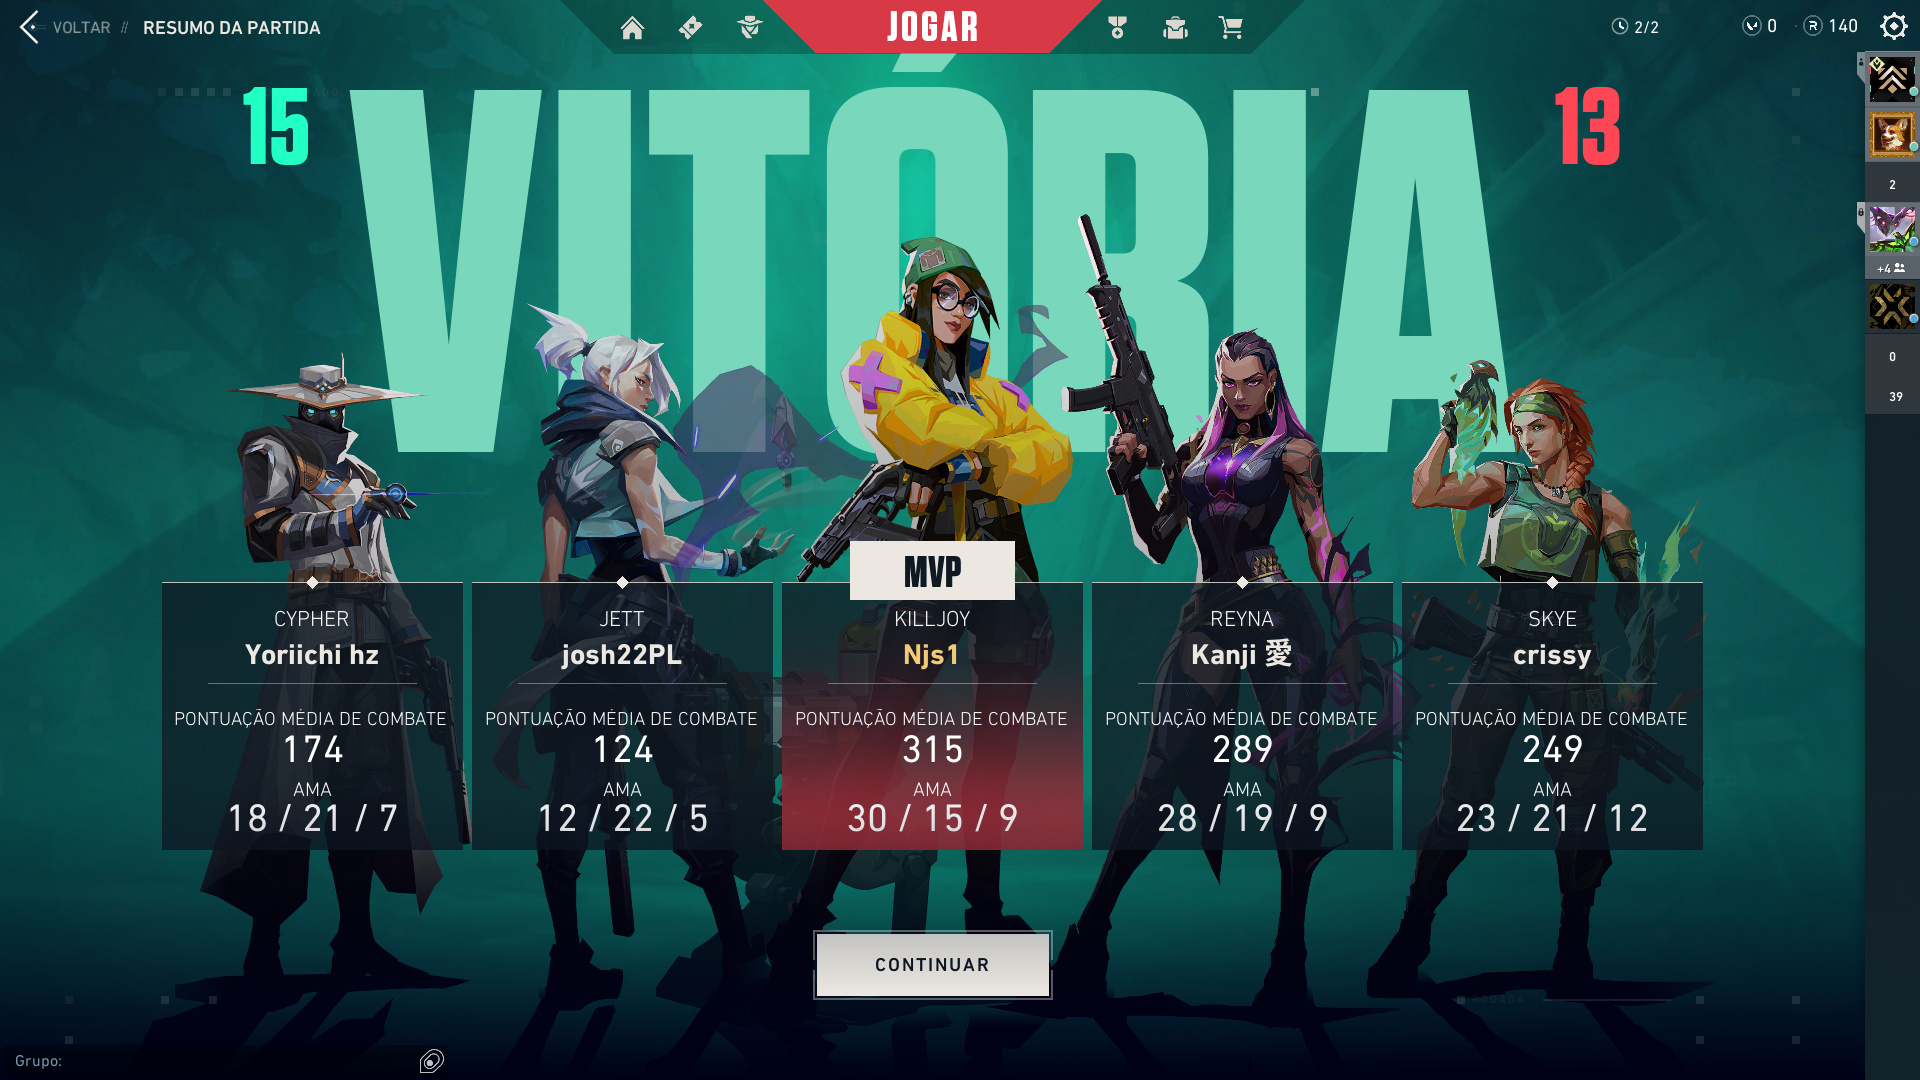 VOLTAR // RESUMO DA PARTIDA
JOGAR
2/2
0
140
15
VITÓRIA
13
2
+4
0
39
MVP
CYPHER
Yoriichi hz
PONTUAÇÃO MÉDIA DE COMBATE
174
AMA
18 / 21 / 7
JETT
josh22PL
PONTUAÇÃO MÉDIA DE COMBATE
124
AMA
12 / 22 / 5
KILLJOY
Njs1
PONTUAÇÃO MÉDIA DE COMBATE
315
AMA
30 / 15 / 9
REYNA
Kanji 愛
PONTUAÇÃO MÉDIA DE COMBATE
289
AMA
28 / 19 / 9
SKYE
crissy
PONTUAÇÃO MÉDIA DE COMBATE
249
AMA
23 / 21 / 12
CONTINUAR
Grupo: